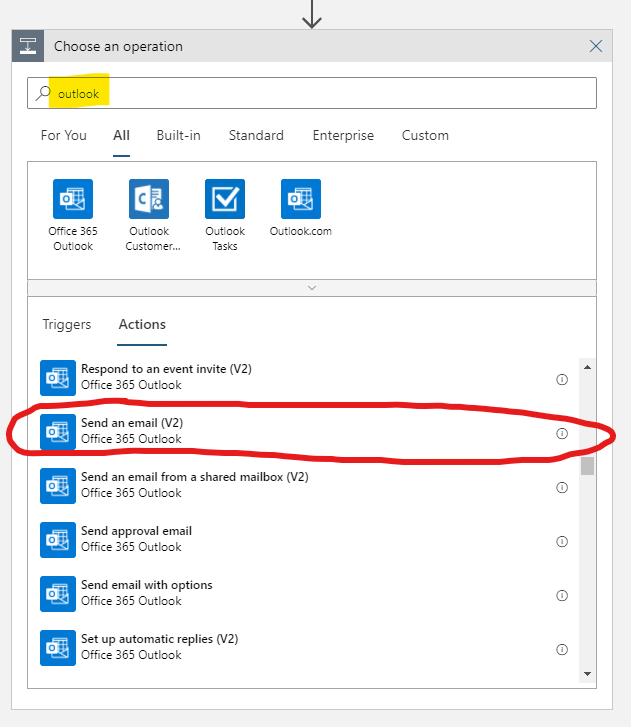 Choose an operation
outlook
For You All Built-in Standard Enterprise Custom
Office 365 Outlook
Outlook Customer...
Outlook Tasks
Outlook.com
Triggers Actions
Respond to an event invite (V2)
Office 365 Outlook
Send an email (V2)
Office 365 Outlook
Send an email from a shared mailbox (V2)
Office 365 Outlook
Send approval email
Office 365 Outlook
Send email with options
Office 365 Outlook
Set up automatic replies (V2)
Office 365 Outlook